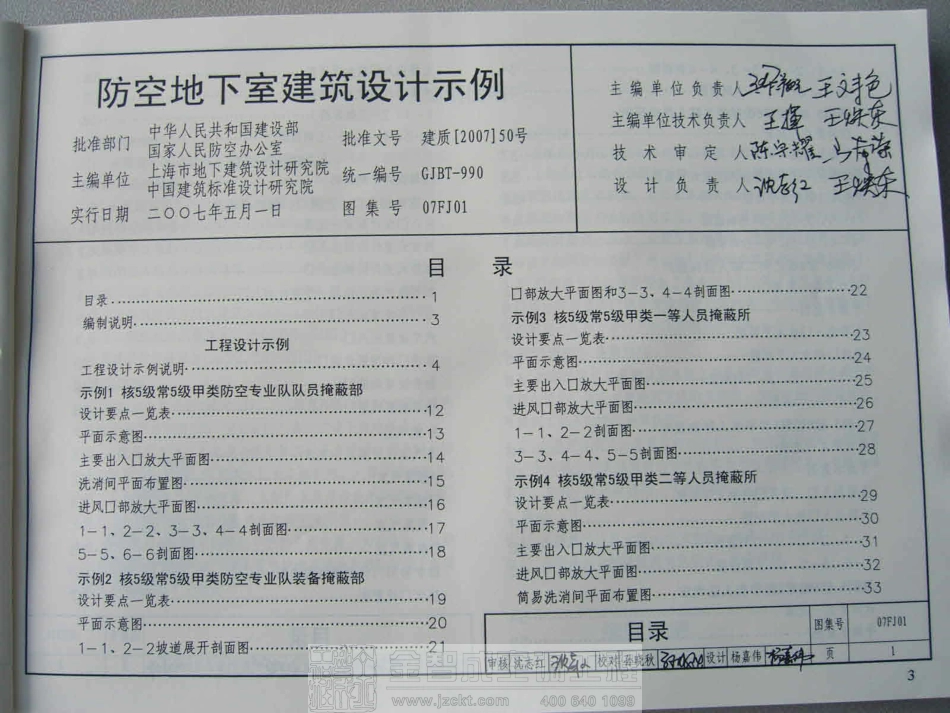 防空地下室建筑设计示例
批准部门 中华人民共和国建设部
国家人民防空办公室
批准文号 建质[2007]50号
主编单位 上海市地下建筑设计研究院
中国建筑标准设计研究院
统一编号 GJBT-990
实行日期 二〇〇七年五月一日
图集号 07FJ01
主编单位负责人 王文艳
主编单位技术负责人 王挥
技术审定人
设计负责人 沈志红
目 录
目录 1
编制说明 3
工程设计示例
工程设计示例说明 4
示例1 核5级常5级甲类防空专业队队员掩蔽部
设计要点一览表 12
平面示意图 13
主要出入口放大平面图 14
洗消间平面布置图 15
进风口部放大平面图 16
1-1、2-2、3-3、4-4剖面图 17
5-5、6-6剖面图 18
示例2 核5级常5级甲类防空专业队装备掩蔽部
设计要点一览表 19
平面示意图 20
1-1、2-2坡道展开剖面图 21
口部放大平面图和3-3、4-4剖面图 22
示例3 核5级常5级甲类一等人员掩蔽所
设计要点一览表 23
平面示意图 24
主要出入口放大平面图 25
进风口部放大平面图 26
1-1、2-2剖面图 27
3-3、4-4、5-5剖面图 28
示例4 核5级常5级甲类二等人员掩蔽所
设计要点一览表 29
平面示意图 30
主要出入口放大平面图 31
进风口部放大平面图 32
简易洗消间平面布置图 33
目录
图集号 07FJ01
审核 沈志红 校对 设计 杨嘉伟 页 1
3
www.jzekt.com 400 640 1099